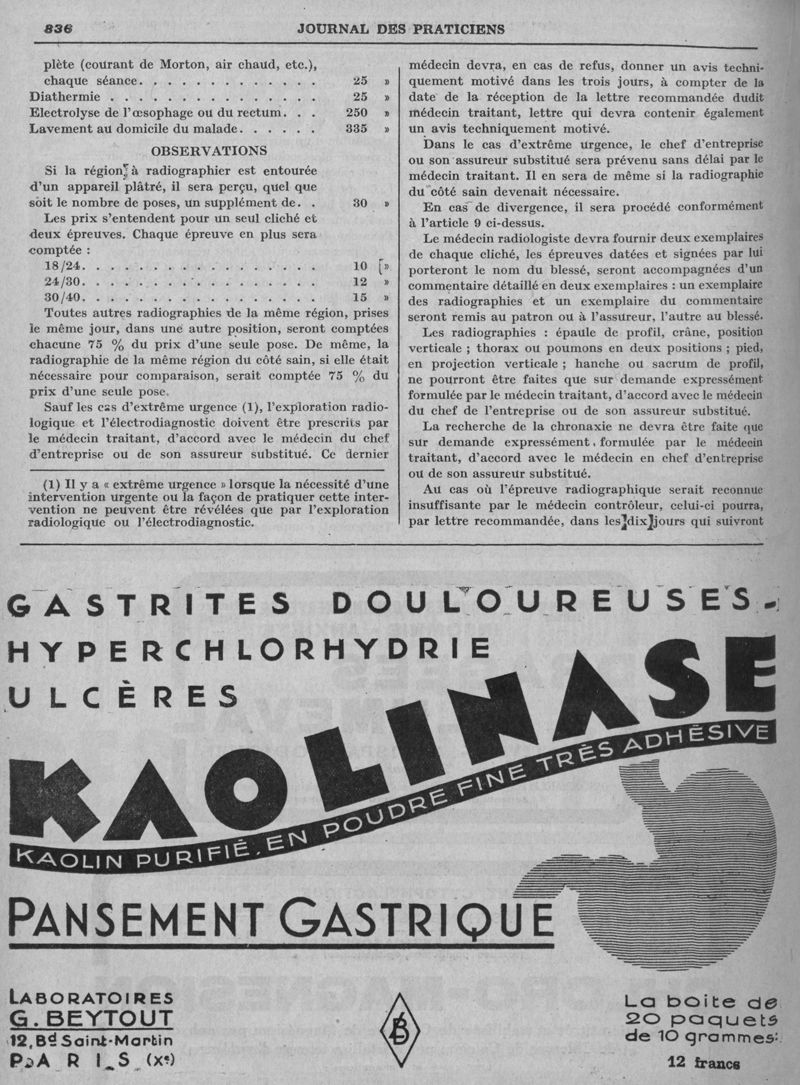 836
JOURNAL DES PRATICIENS
plète (courant de Morton, air chaud, etc.),
chaque séance. . . . . . . . . . . . . . 25 »
Diathermie . . . . . . . . . . . . . . . . 25 »
Electrolyse de l'œsophage ou du rectum. . . 250 »
Lavement au domicile du malade. . . . . . 335 »
OBSERVATIONS
Si la région à radiographier est entourée
d'un appareil plâtré, il sera perçu, quel que
soit le nombre de poses, un supplément de. . 30 »
Les prix s'entendent pour un seul cliché et
deux épreuves. Chaque épreuve en plus sera
comptée :
18/24. . . . . . . . . . . . . . . . . 10 [»
24/30. . . . . . . . . . . . . . . . . 12 »
30/40. . . . . . . . . . . . . . . . . 15 »
Toutes autres radiographies de la même région, prises
le même jour, dans une autre position, seront comptées
chacune 75 % du prix d'une seule pose. De même, la
radiographie de la même région du côté sain, si elle était
nécessaire pour comparaison, serait comptée 75 % du
prix d'une seule pose.
Sauf les cas d'extrême urgence (1), l'exploration radio-
logique et l'électrodiagnostic doivent être prescrits par
le médecin traitant, d'accord avec le médecin du chef
d'entreprise ou de son assureur substitué. Ce dernier
(1) Il y a « extrême urgence » lorsque la nécessité d'une
intervention urgente ou la façon de pratiquer cette inter-
vention ne peuvent être révélées que par l'exploration
radiologique ou l'électrodiagnostic.
médecin devra, en cas de refus, donner un avis techni-
quement motivé dans les trois jours, à compter de la
date de la réception de la lettre recommandée dudit
médecin traitant, lettre qui devra contenir également
un avis techniquement motivé.
Dans le cas d'extrême urgence, le chef d'entreprise
ou son assureur substitué sera prévenu sans délai par le
médecin traitant. Il en sera de même si la radiographie
du côté sain devenait nécessaire.
En cas de divergence, il sera procédé conformément
à l'article 9 ci-dessus.
Le médecin radiologiste devra fournir deux exemplaires
de chaque cliché, les épreuves datées et signées par lui
porteront le nom du blessé, seront accompagnées d'un
commentaire détaillé en deux exemplaires : un exemplaire
des radiographies et un exemplaire du commentaire
seront remis au patron ou à l'assureur, l'autre au blessé.
Les radiographies : épaule de profil, crâne, position
verticale ; thorax ou poumons en deux positions ; pied,
en projection verticale ; hanche ou sacrum de profil,
ne pourront être faites que sur demande expressément
formulée par le médecin traitant, d'accord avec le médecin
du chef de l'entreprise ou de son assureur substitué.
La recherche de la chronaxie ne devra être faite que
sur demande expressément formulée par le médecin
traitant, d'accord avec le médecin en chef d'entreprise
ou de son assureur substitué.
Au cas où l'épreuve radiographique serait reconnue
insuffisante par le médecin contrôleur, celui-ci pourra,
par lettre recommandée, dans les dix jours qui suivront
GASTRITES DOULOUREUSES-
HYPERCHLORHYDRIE
ULCÈRES
KAOLINASE
KAOLIN PURIFIÉ. EN POUDRE FINE TRÈS ADHÉSIVE
PANSEMENT GASTRIQUE
LABORATOIRES
G. BEYTOUT
12, Bd Saint-Martin
PARIS (Xe)
La boite de
20 paquets
de 10 grammes:
12 francs